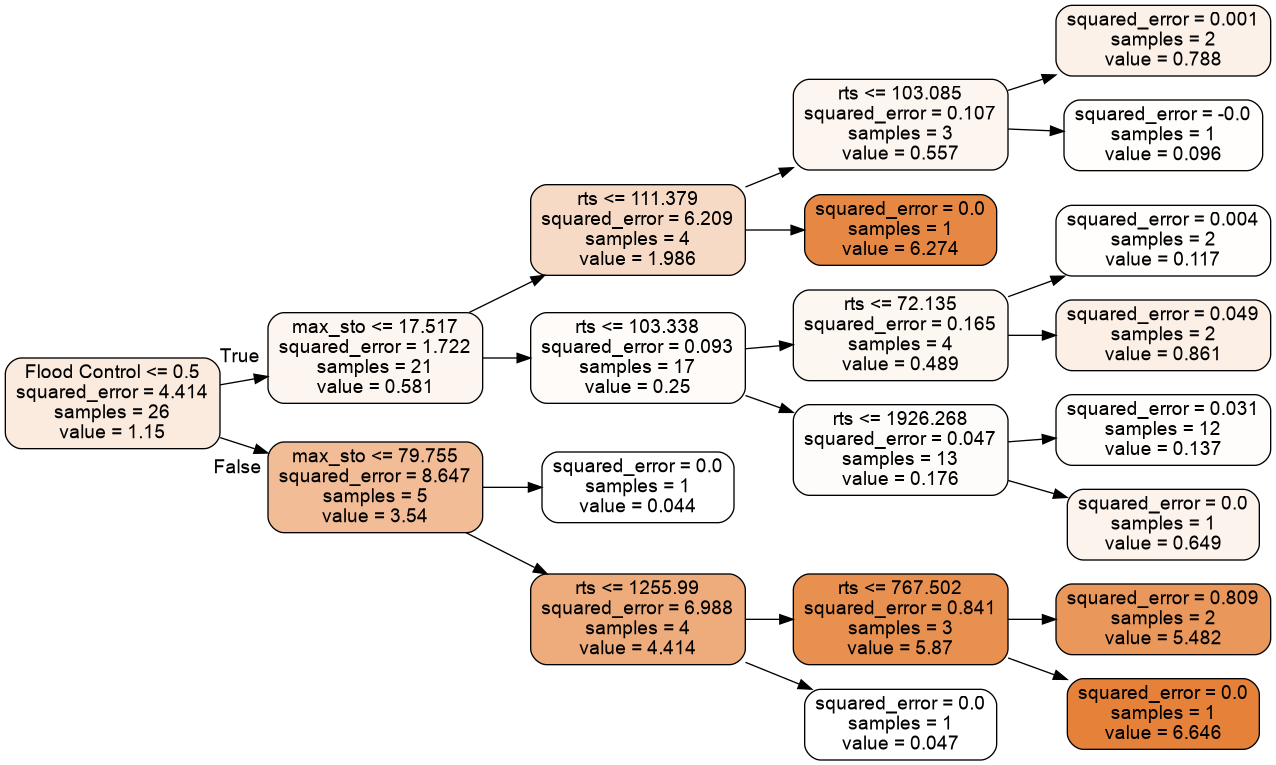 Flood Control <= 0.5
squared_error = 4.414
samples = 26
value = 1.15
True
False
max_sto <= 17.517
squared_error = 1.722
samples = 21
value = 0.581
max_sto <= 79.755
squared_error = 8.647
samples = 5
value = 3.54
rts <= 111.379
squared_error = 6.209
samples = 4
value = 1.986
rts <= 103.338
squared_error = 0.093
samples = 17
value = 0.25
squared_error = 0.0
samples = 1
value = 0.044
rts <= 1255.99
squared_error = 6.988
samples = 4
value = 4.414
rts <= 103.085
squared_error = 0.107
samples = 3
value = 0.557
squared_error = 0.0
samples = 1
value = 6.274
rts <= 72.135
squared_error = 0.165
samples = 4
value = 0.489
rts <= 1926.268
squared_error = 0.047
samples = 13
value = 0.176
rts <= 767.502
squared_error = 0.841
samples = 3
value = 5.87
squared_error = 0.0
samples = 1
value = 0.047
squared_error = 0.001
samples = 2
value = 0.788
squared_error = -0.0
samples = 1
value = 0.096
squared_error = 0.004
samples = 2
value = 0.117
squared_error = 0.049
samples = 2
value = 0.861
squared_error = 0.031
samples = 12
value = 0.137
squared_error = 0.0
samples = 1
value = 0.649
squared_error = 0.809
samples = 2
value = 5.482
squared_error = 0.0
samples = 1
value = 6.646